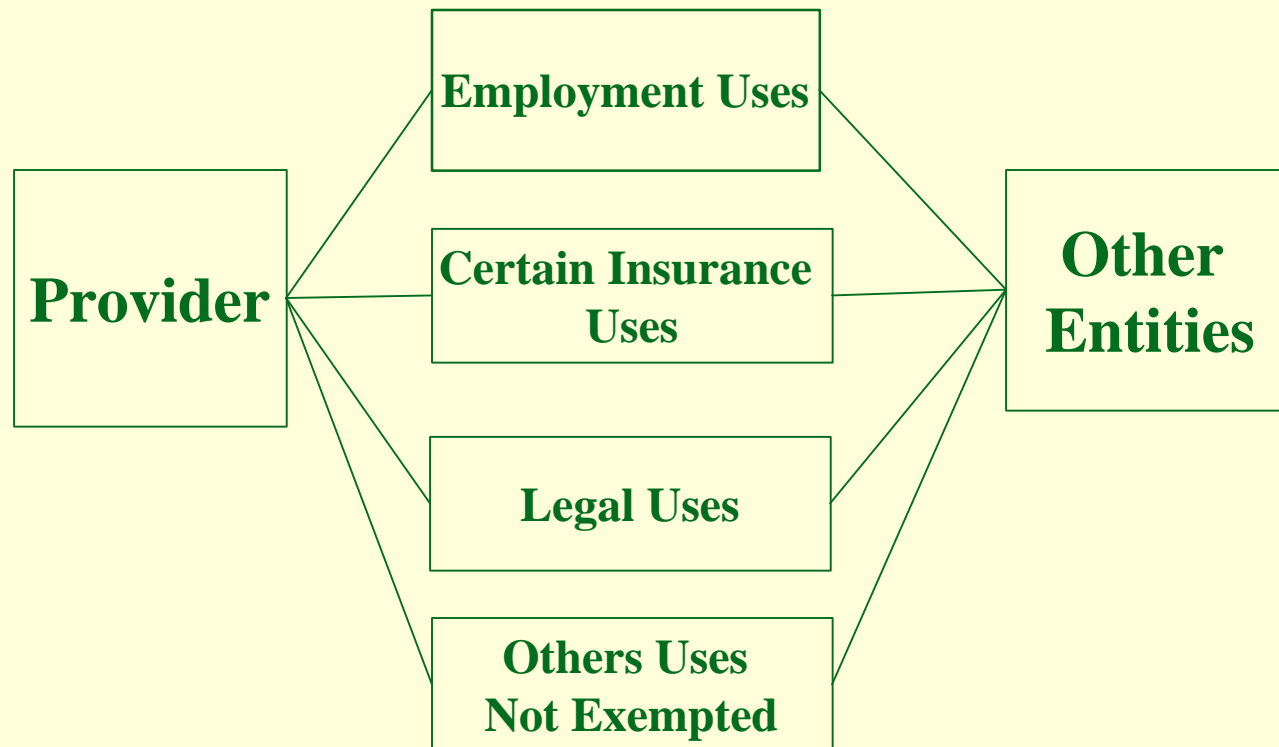 Employment Uses
Provider
Certain Insurance
Uses
Other
Entities
Legal Uses
Others Uses
Not Exempted